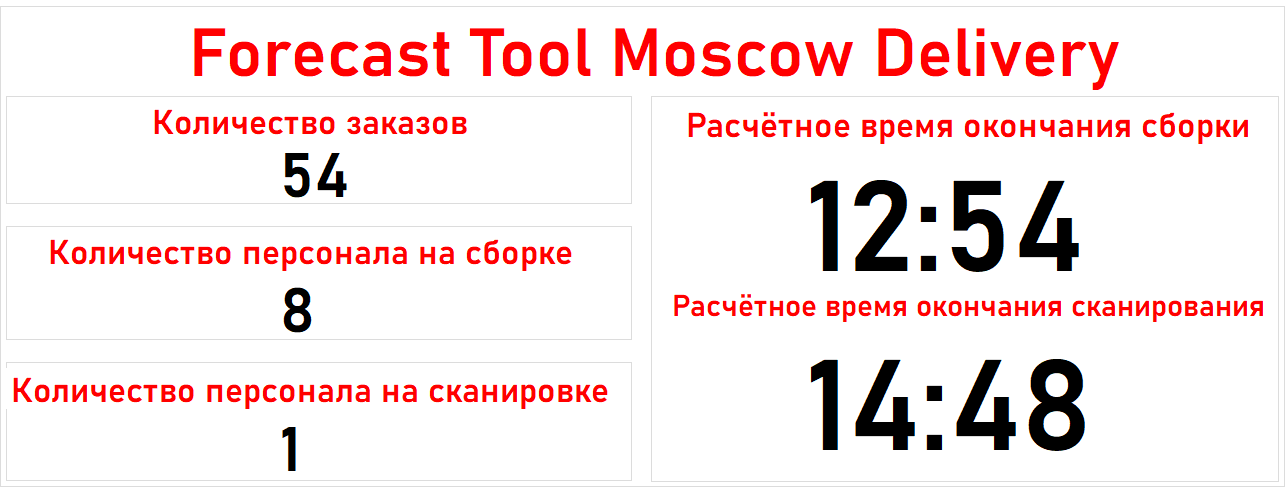 Forecast Tool Moscow Delivery
Количество заказов
54
Количество персонала на сборке
8
Количество персонала на сканировке
1
Расчётное время окончания сборки
12:54
Расчётное время окончания сканирования
14:48